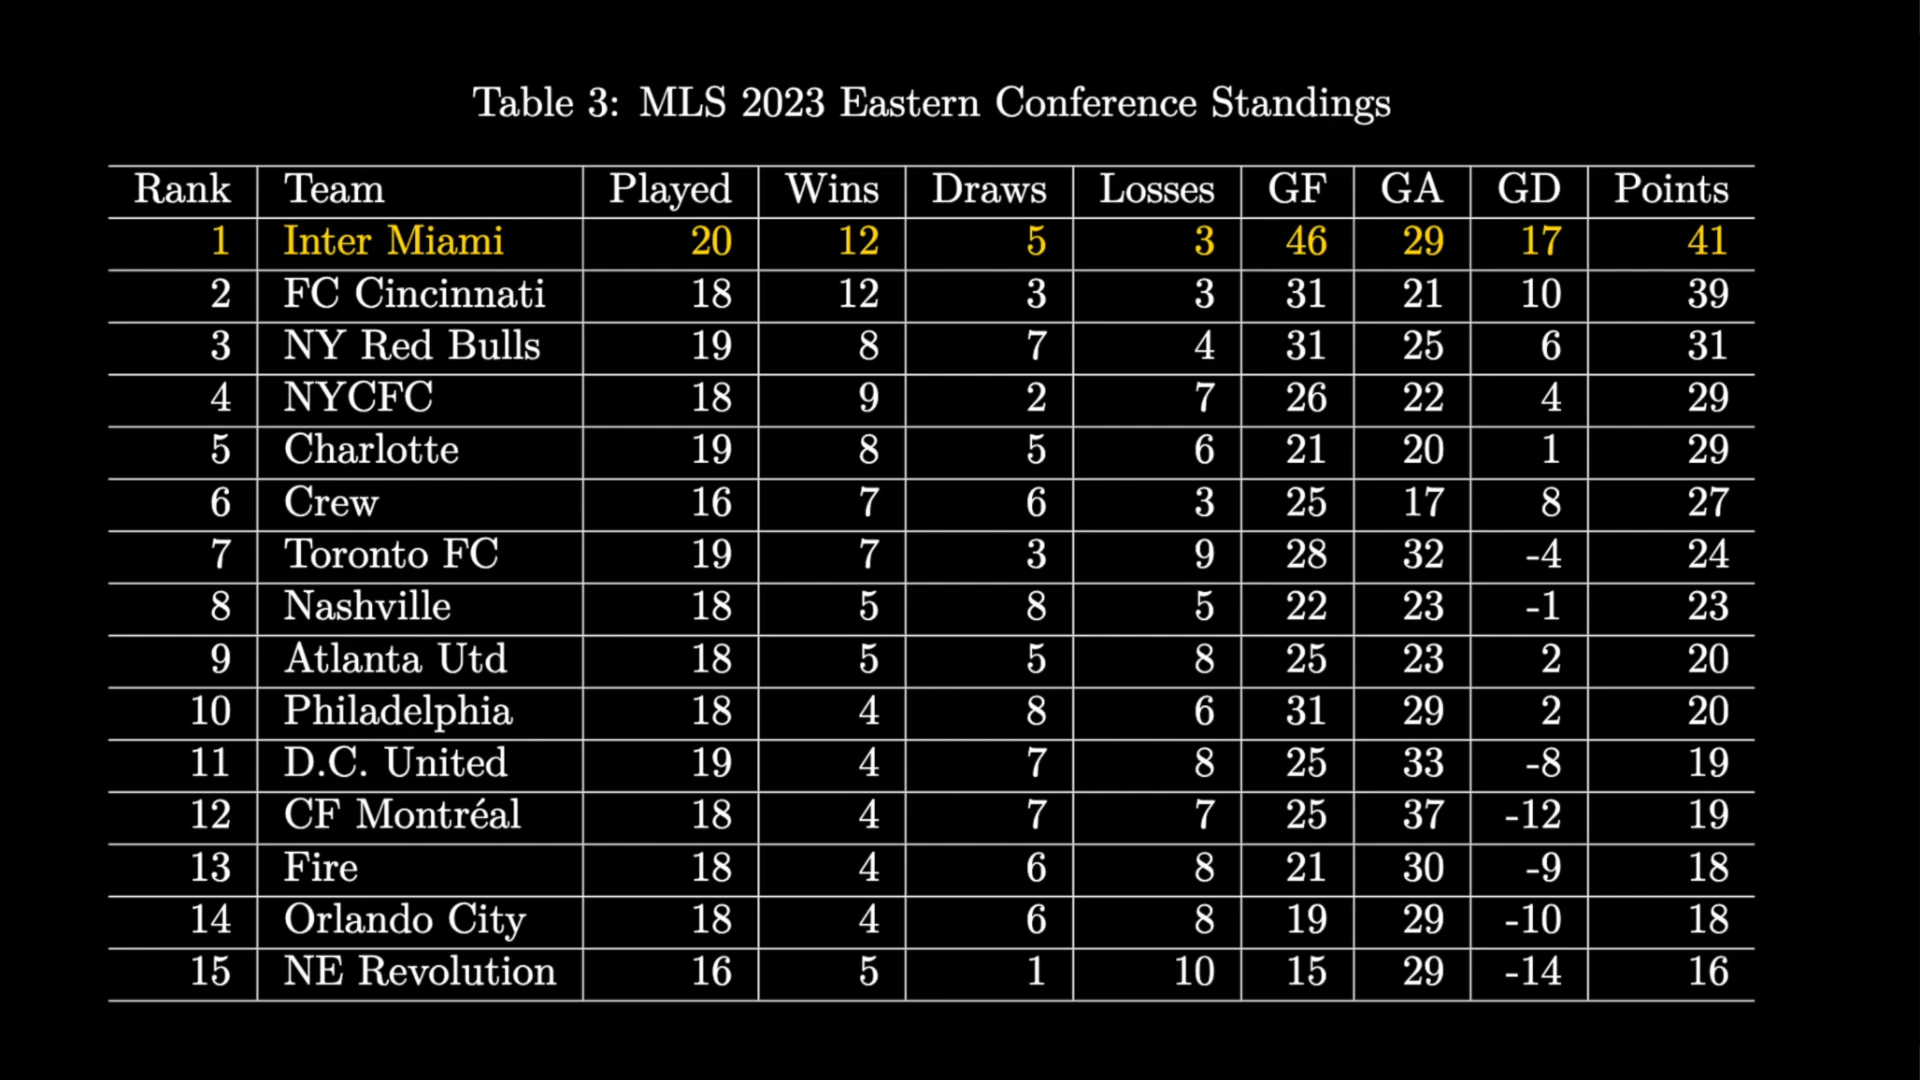 Table 3: MLS 2023 Eastern Conference Standings
Rank Team Played Wins Draws Losses GF GA GD Points
1 Inter Miami 20 12 5 3 46 29 17 41
2 FC Cincinnati 18 12 3 3 31 21 10 39
3 NY Red Bulls 19 8 7 4 31 25 6 31
4 NYCFC 18 9 2 7 26 22 4 29
5 Charlotte 19 8 5 6 21 20 1 29
6 Crew 16 7 6 3 25 17 8 27
7 Toronto FC 19 7 3 9 28 32 -4 24
8 Nashville 18 5 8 5 22 23 -1 23
9 Atlanta Utd 18 5 5 8 25 23 2 20
10 Philadelphia 18 4 8 6 31 29 2 20
11 D.C. United 19 4 7 8 25 33 -8 19
12 CF Montréal 18 4 7 7 25 37 -12 19
13 Fire 18 4 6 8 21 30 -9 18
14 Orlando City 18 4 6 8 19 29 -10 18
15 NE Revolution 16 5 1 10 15 29 -14 16